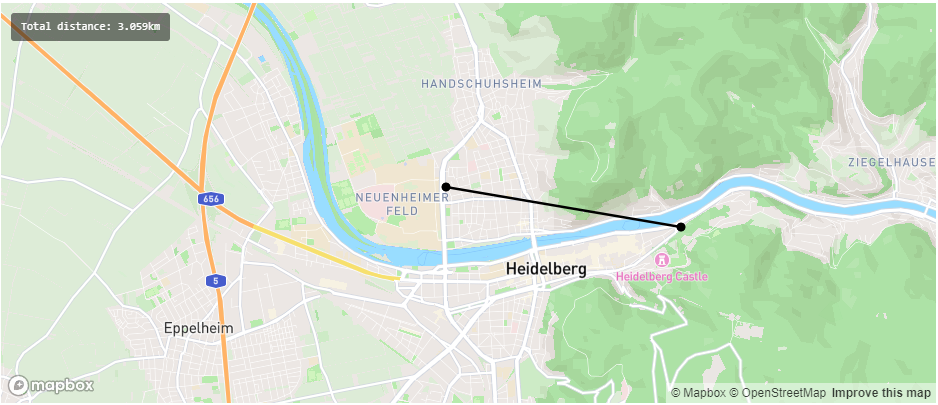 Total distance: 3.059km
HANDSCHUHSHEIM
ZIEGELHAUSE
656
NEUENHEIMER
FELD
Heidelberg
Heidelberg Castle
5
Eppelheim
mapbox
© Mapbox © OpenStreetMap Improve this map